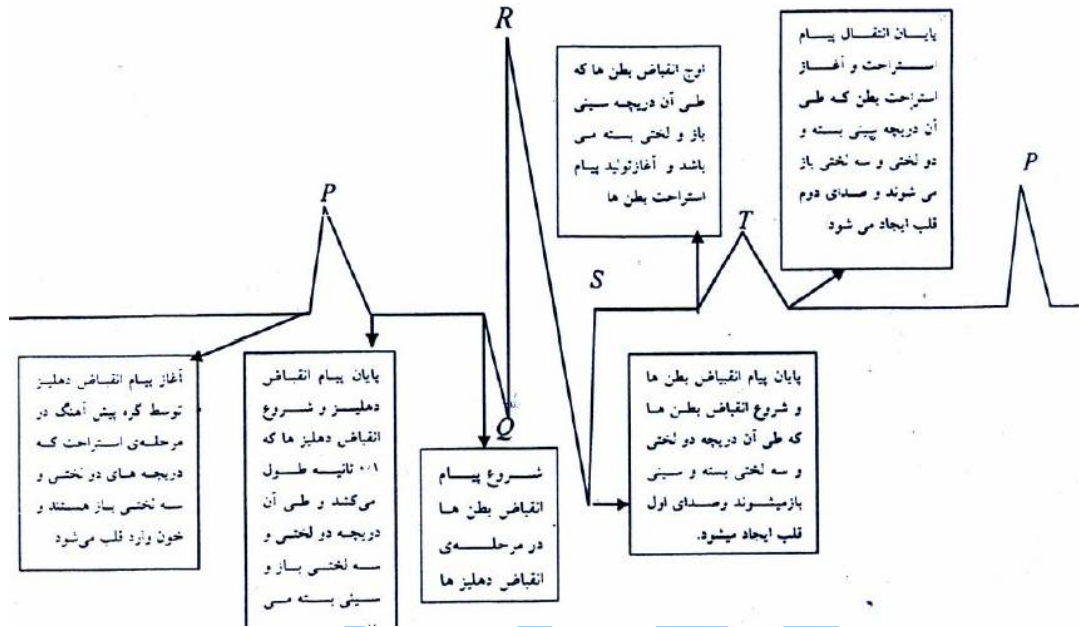 R
اوج انقباض بطن ها که
طی آن دریچه سینی
باز و لختی بسته می
باشد و آغازتولید پیام
استراحت بطن ها
پایان انتقال پیام
استراحت و آغاز
استراحت بطن که طی
آن دریچه سینی بسته و
دو لختی و سه لختی باز
می شوند و صدای دوم
قلب ایجاد می شود
P
P
T
S
Q
آغاز پیام انقباض دهلیز
توسط گره پیش آهنگ در
مرحله‌ی استراحت که
دریچه های دو لختی و
سه لختی باز هستند و
خون وارد قلب می‌شود
پایان پیام انقباض
دهلیز و شروع
انقباض دهلیز ها که
۰/۱ ثانیه طول
می‌کشد و طی آن
دریچه دو لختی و
سه لختی باز و
سینی بسته می
شروع پیام
انقباض بطن ها
در مرحله‌ی
انقباض دهلیز ها
پایان پیام انقبیاض بطن ها
و شروع انقباض بطن ها
که طی آن دریچه دو لختی
و سه لختی بسته و سینی
بازمیشوند وصدای اول
قلب ایجاد میشود.